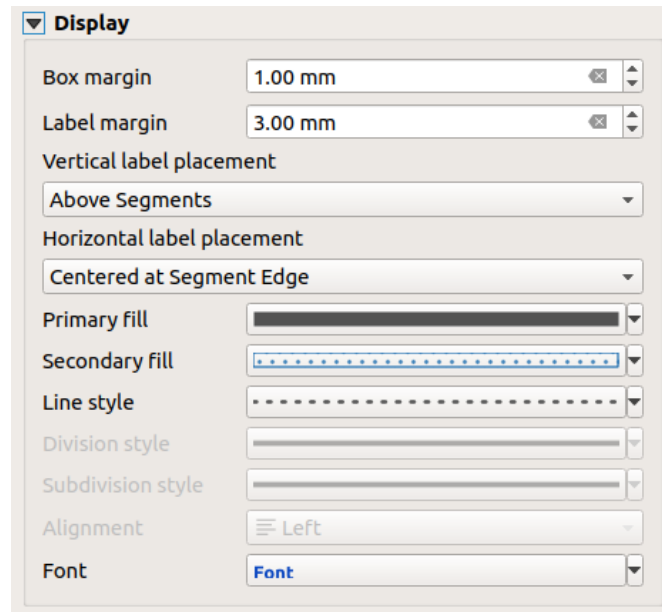 Display
Box margin 1.00 mm
Label margin 3.00 mm
Vertical label placement
Above Segments
Horizontal label placement
Centered at Segment Edge
Primary fill
Secondary fill
Line style
Division style
Subdivision style
Alignment Left
Font Font